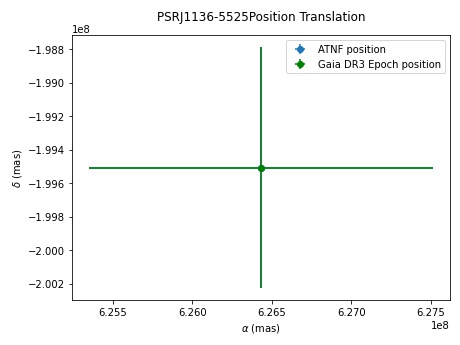 PSRJ1136-5525Position Translation
1e8
ATNF position
Gaia DR3 Epoch position
−1.988
−1.990
−1.992
−1.994
−1.996
−1.998
−2.000
−2.002
δ (mas)
6.255
6.260
6.265
6.270
6.275
1e8
α (mas)